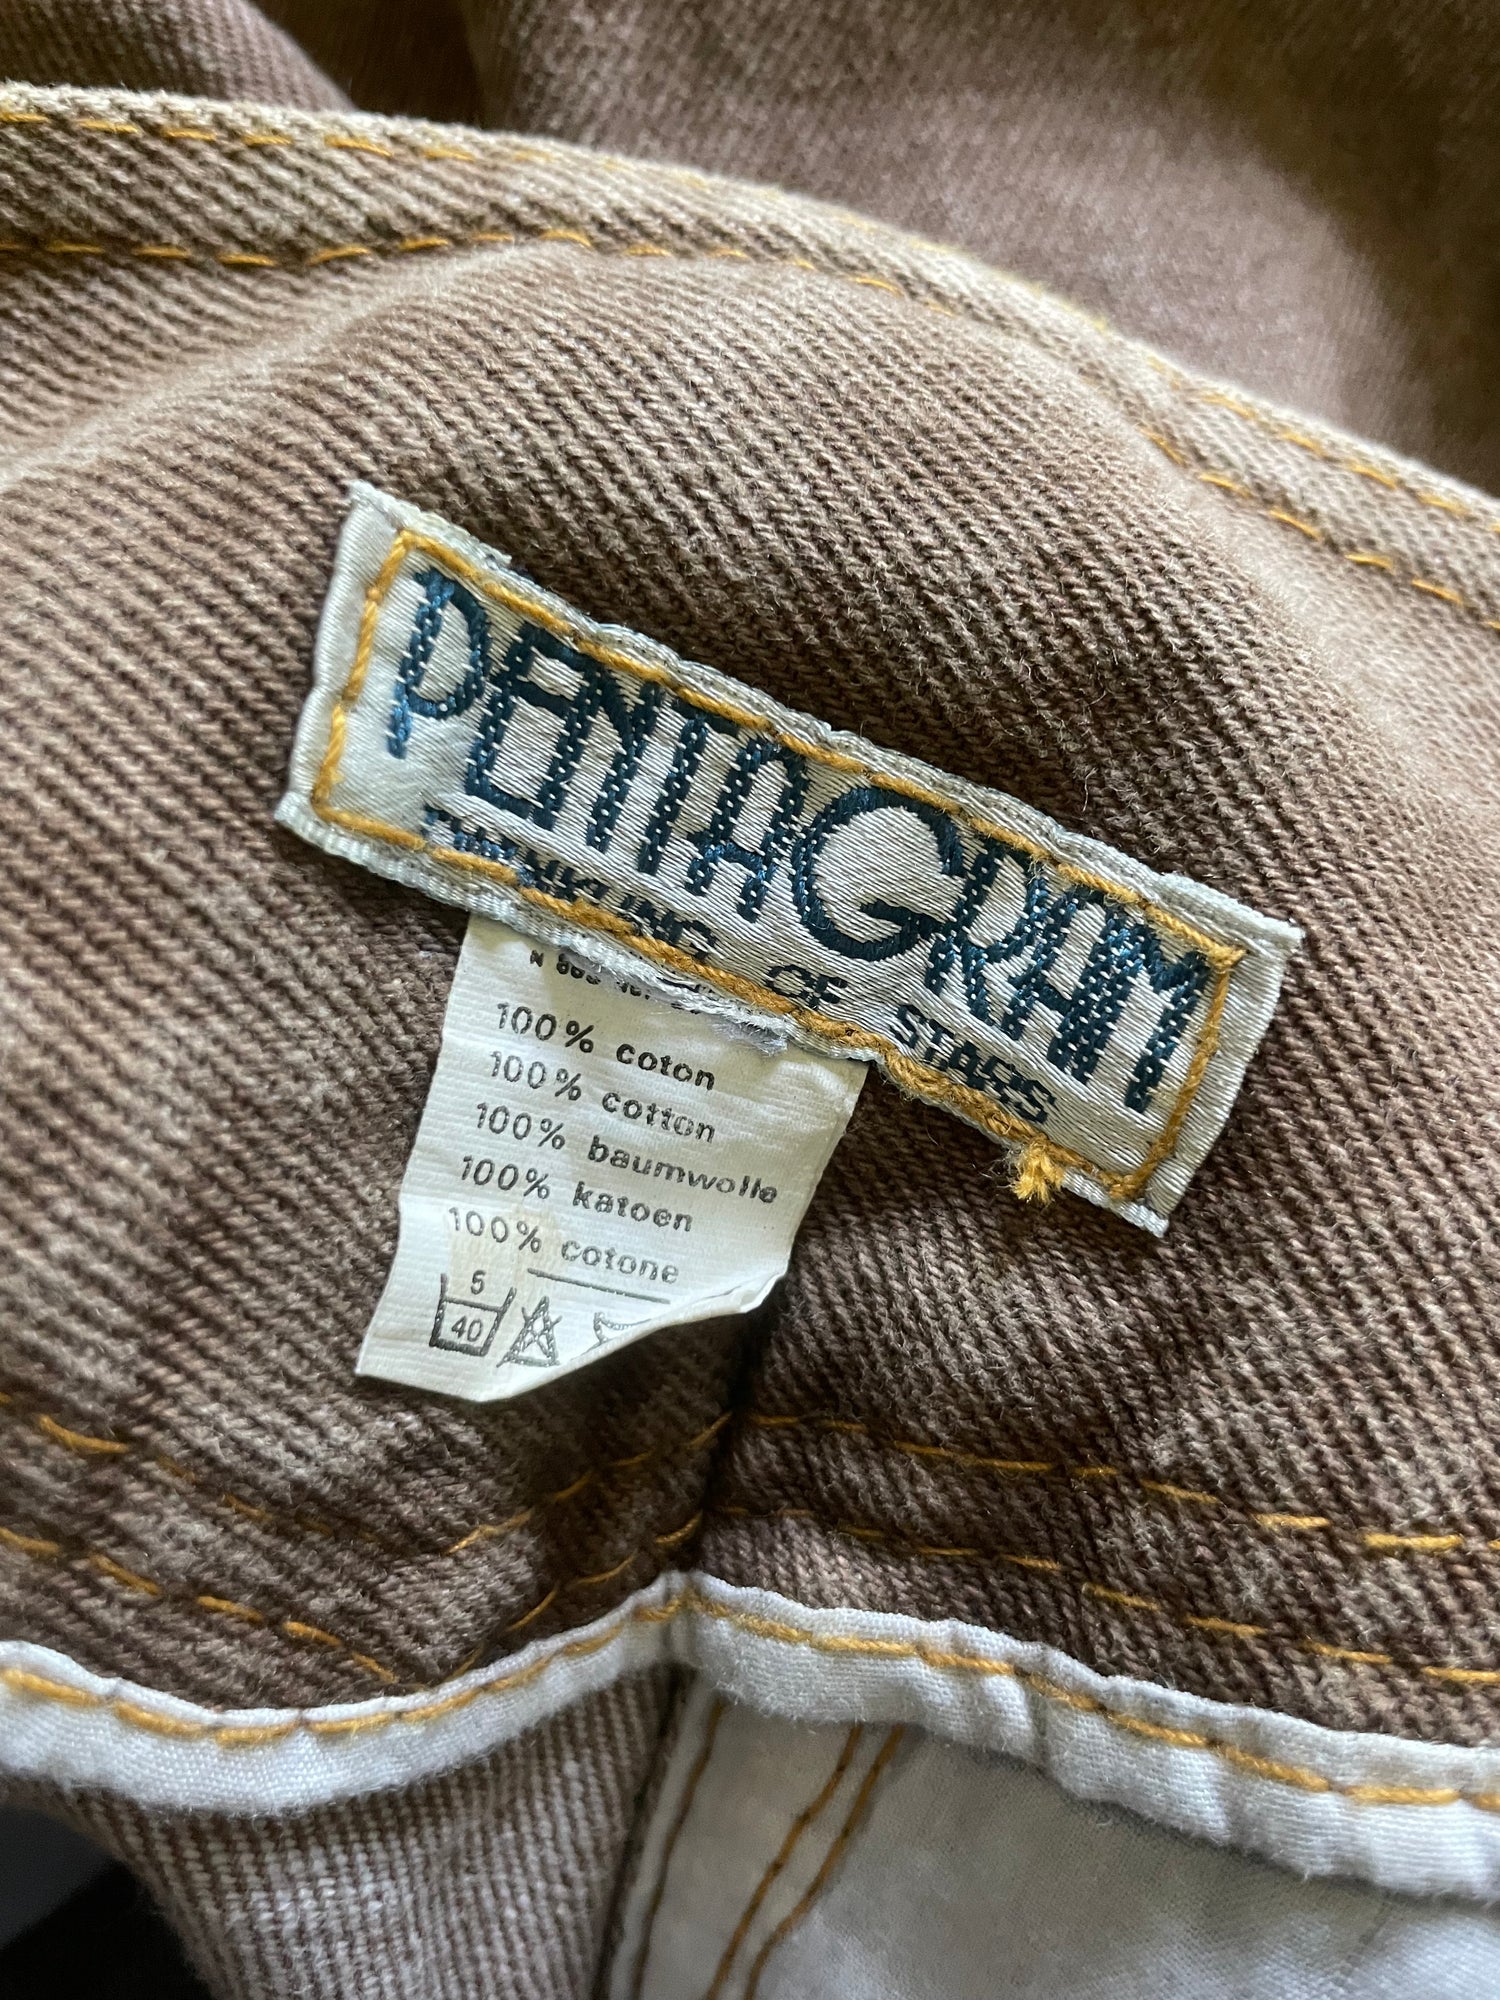 PENTAGRAM
OF STARS
100% coton
100% cotton
100% baumwolle
100% katoen
100% cotone
5
40